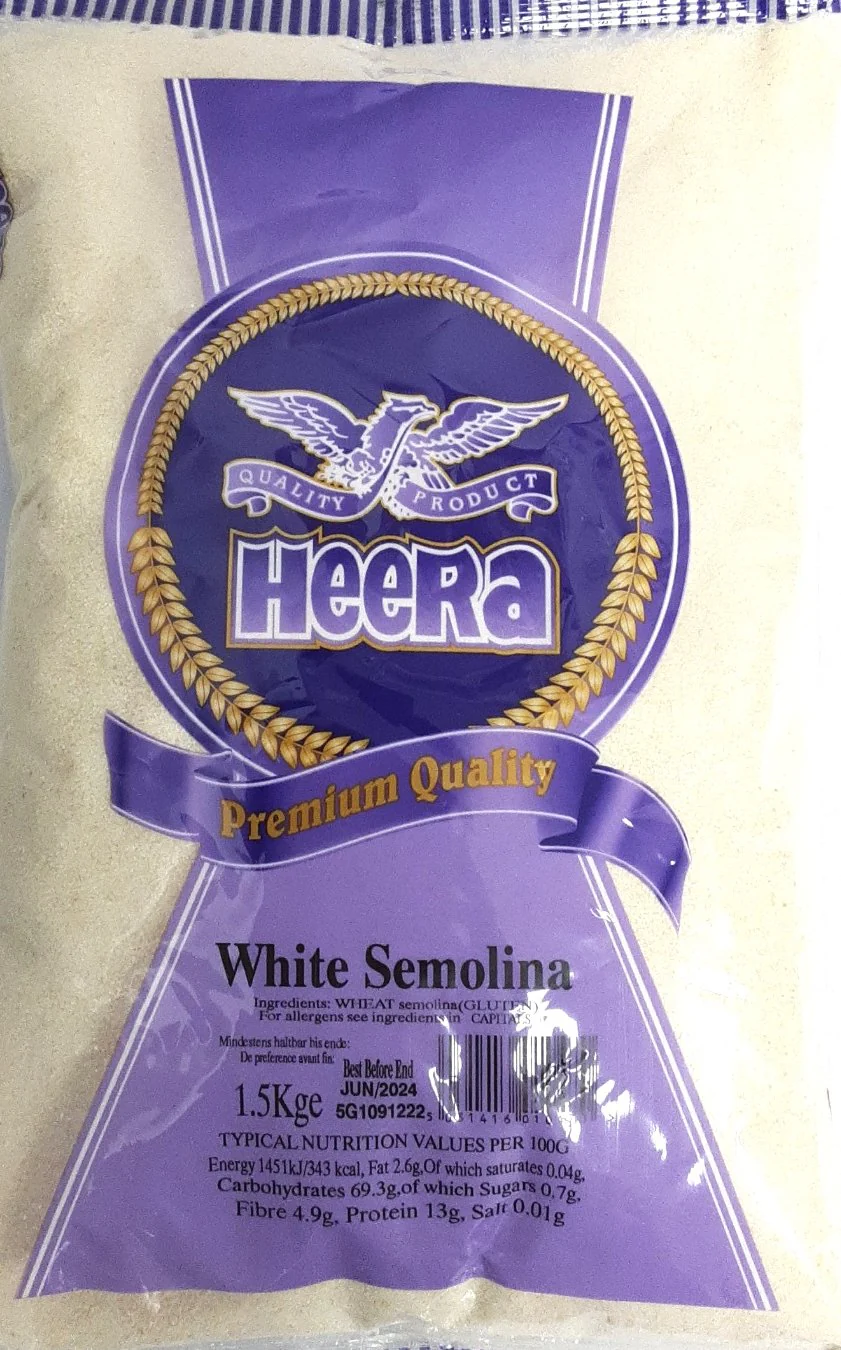 QUALITY PRODUCT
HeeRa
Premium Quality
White Semolina
Ingredients: WHEAT semolina(GLUTEN)
For allergens see ingredients in CAPITALS
Mindestens haltbar bis ende:
De preference avant fin:
Best Before End
JUN/2024
1.5Kge
5G1091222
TYPICAL NUTRITION VALUES PER 100G
Energy 1451kJ/343 kcal, Fat 2.6g,Of which saturates 0.04g,
Carbohydrates 69.3g,of which Sugars 0.7g,
Fibre 4.9g, Protein 13g, Salt 0.01g